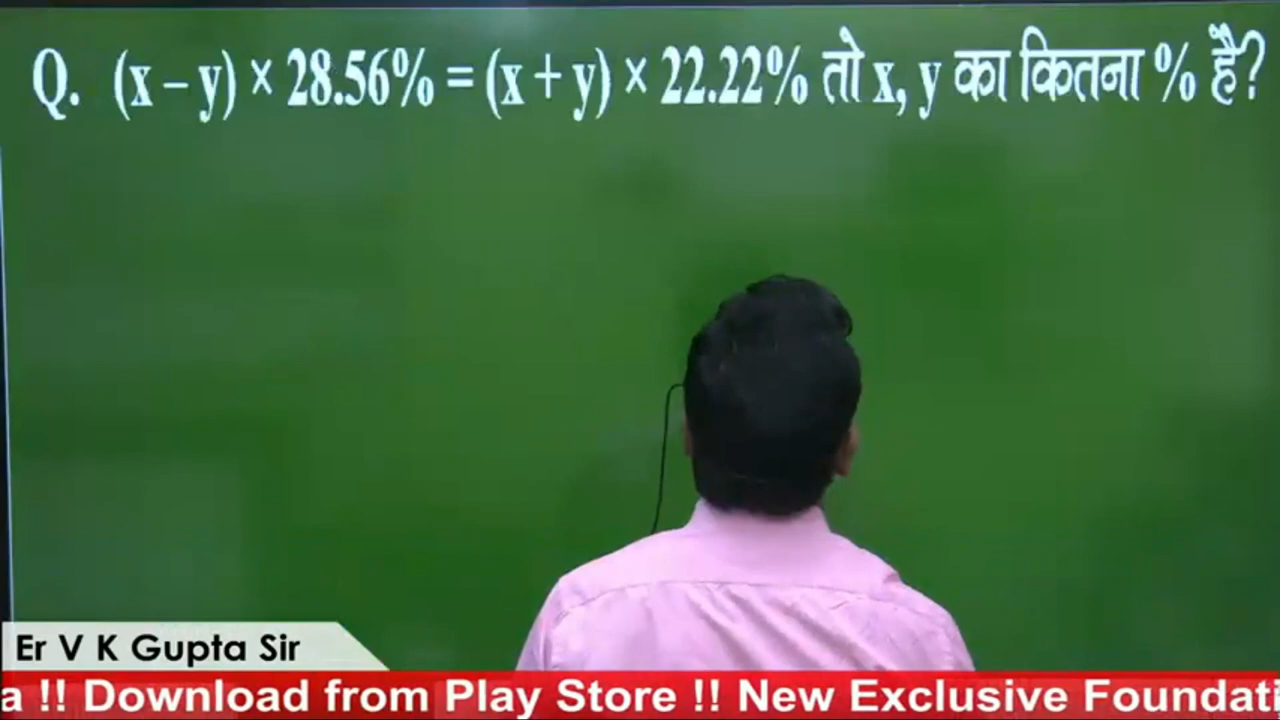 Q. (x – y) × 28.56% = (x + y) × 22.22% तो x, y का कितना % है?
Er V K Gupta Sir
a !! Download from Play Store !! New Exclusive Foundati